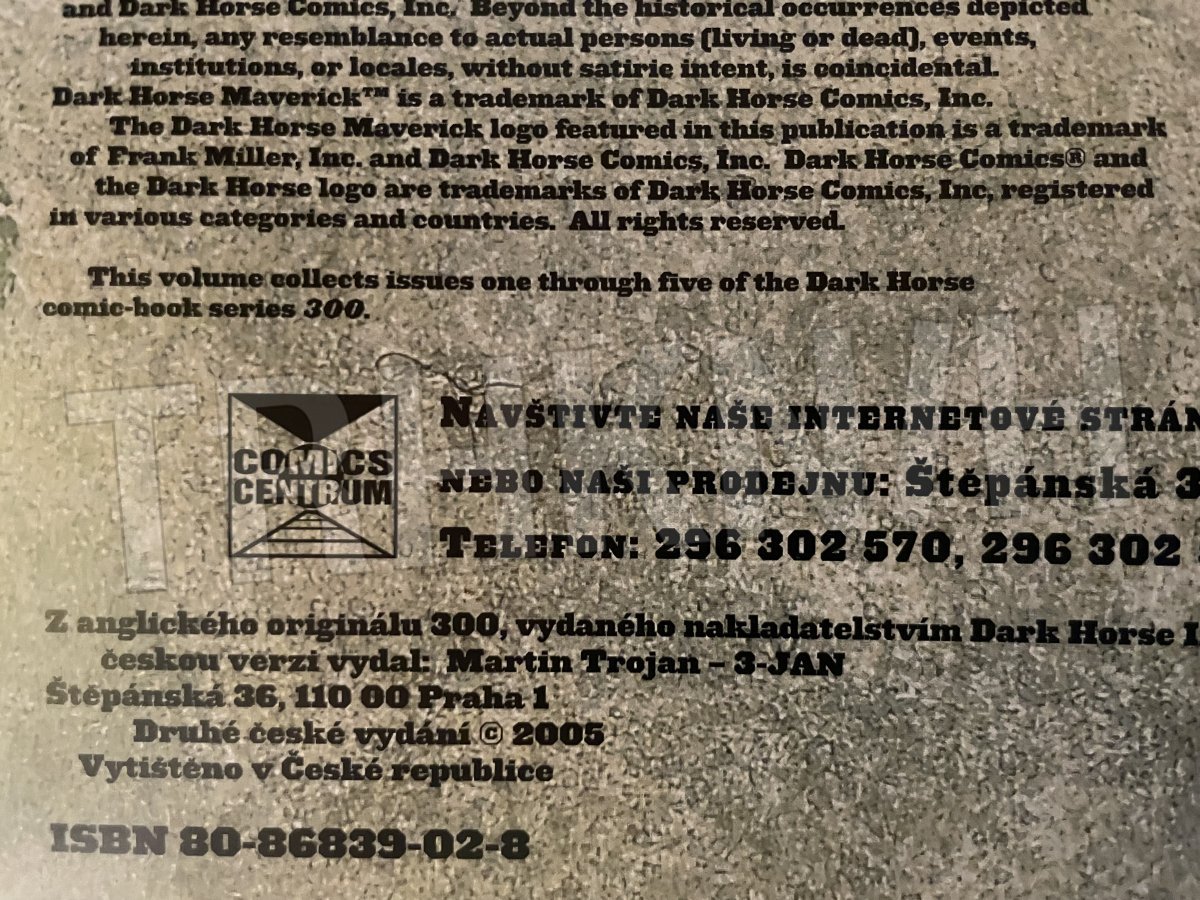 and Dark Horse Comics, Inc. Beyond the historical occurrences depicted
herein, any resemblance to actual persons (living or dead), events,
institutions, or locales, without satiric intent, is coincidental.
Dark Horse Maverick™ is a trademark of Dark Horse Comics, Inc.
The Dark Horse Maverick logo featured in this publication is a trademark
of Frank Miller, Inc. and Dark Horse Comics, Inc. Dark Horse Comics® and
the Dark Horse logo are trademarks of Dark Horse Comics, Inc, registered
in various categories and countries. All rights reserved.
This volume collects issues one through five of the Dark Horse
comic-book series 300.
COMICS
CENTRUM
NAVŠTIVTE NAŠE INTERNETOVÉ STRÁN
NEBO NAŠI PRODEJNU: Štěpánská 3
TELEFON: 296 302 570, 296 302
Z anglického originálu 300, vydaného nakladatelstvím Dark Horse
českou verzi vydal: Martin Trojan – 3-JAN
Štěpánská 36, 110 00 Praha 1
Druhé české vydání © 2005
Vytištěno v České republice
ISBN 80-86839-02-8